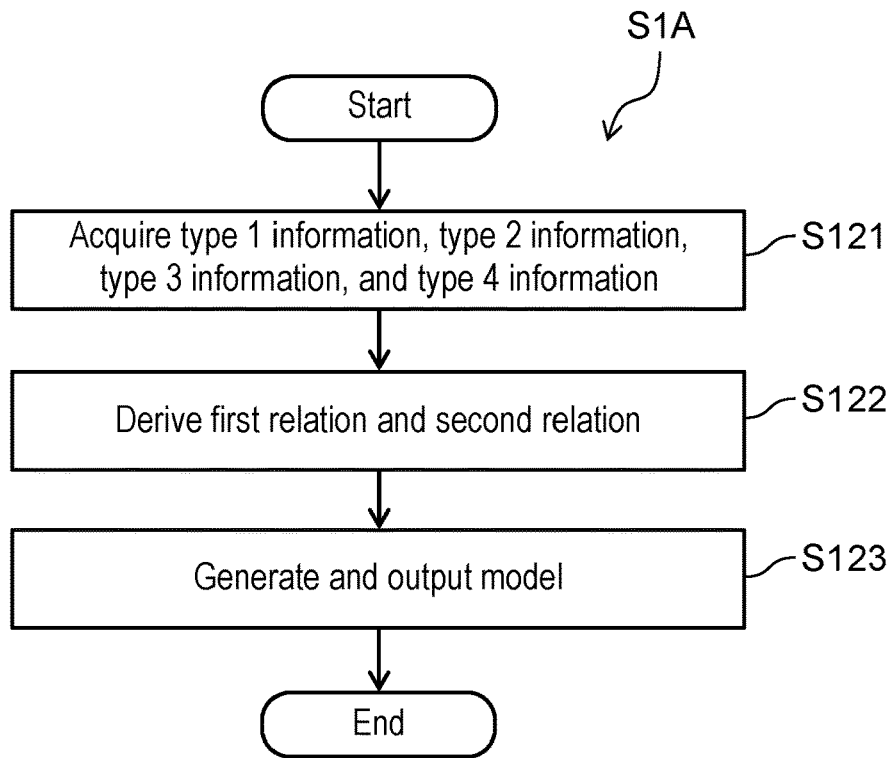 S1A
Start
Acquire type 1 information, type 2 information,
type 3 information, and type 4 information
S121
Derive first relation and second relation
S122
Generate and output model
S123
End